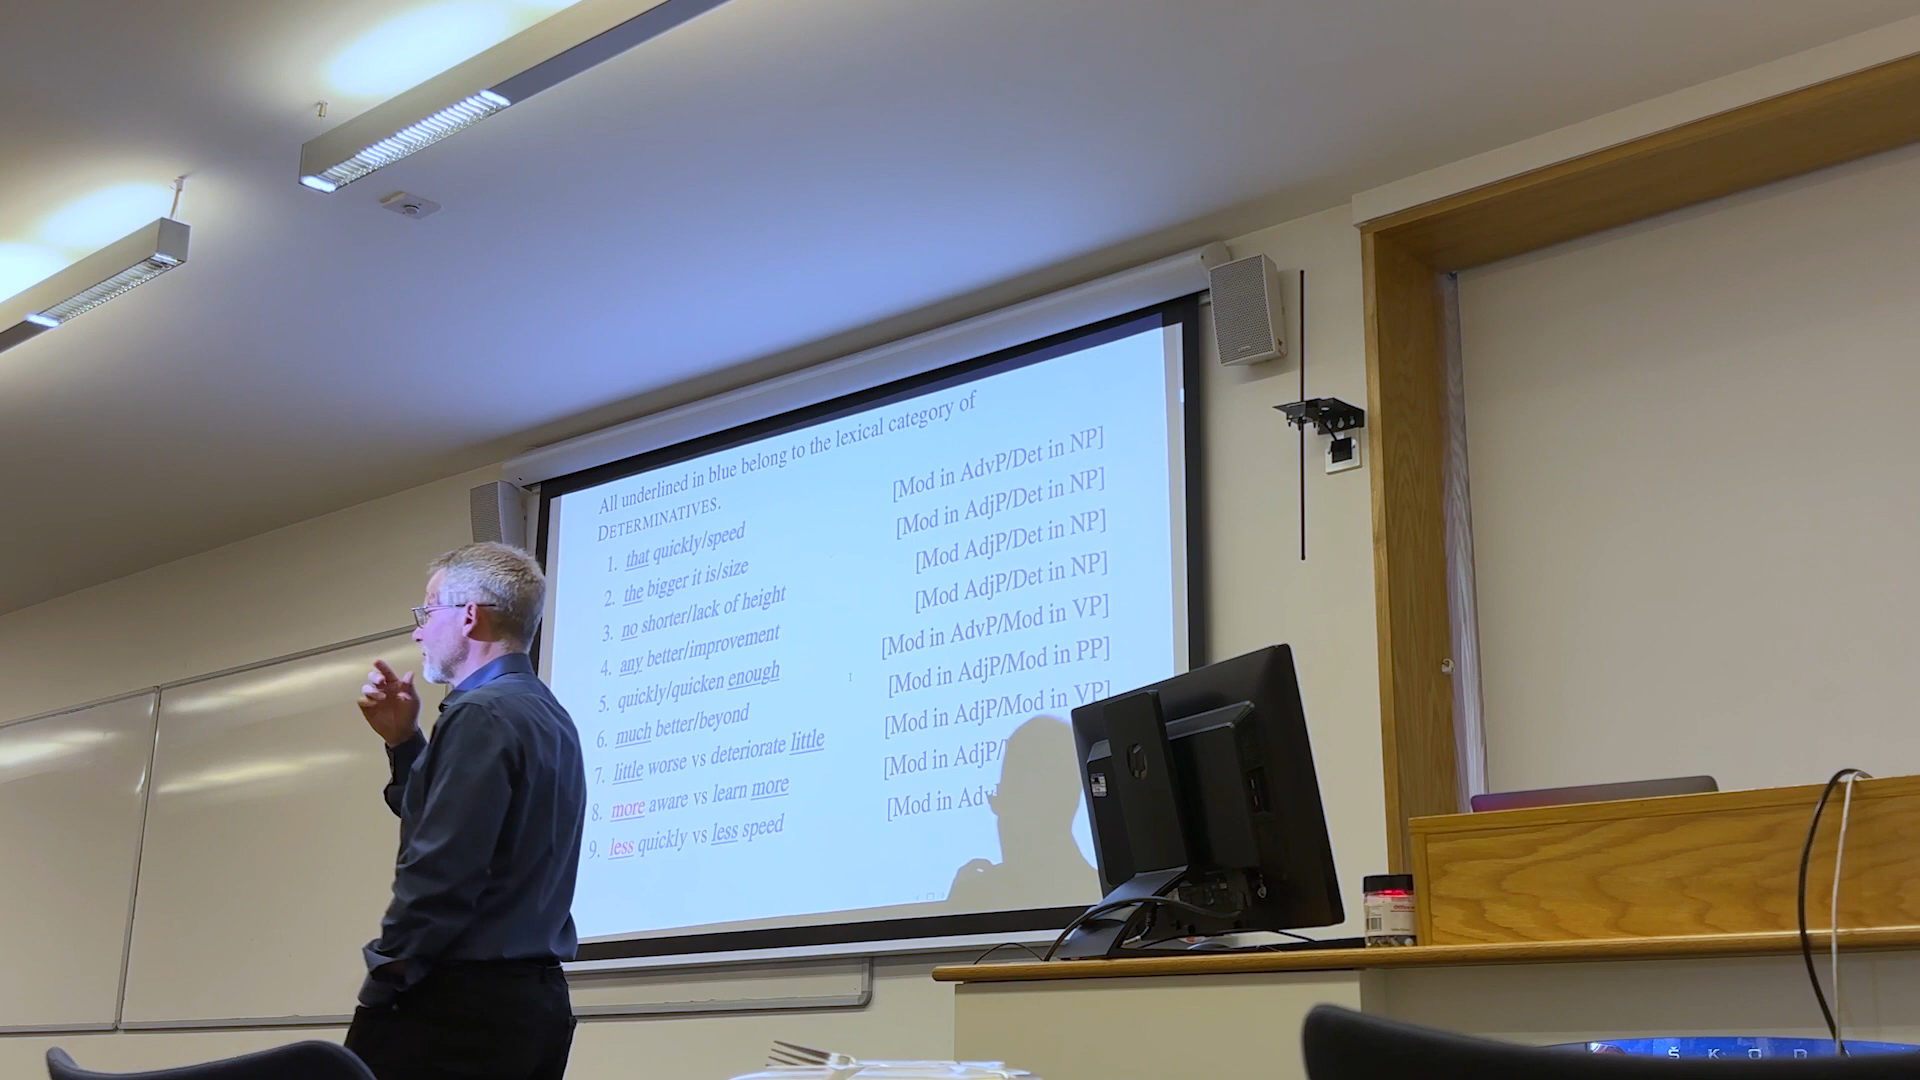 All underlined in blue belong to the lexical category of
DETERMINATIVES.
1. that quickly/speed [Mod in AdvP/Det in NP]
2. the bigger it is/size [Mod in AdjP/Det in NP]
3. no shorter/lack of height [Mod AdjP/Det in NP]
4. any better/improvement [Mod AdjP/Det in NP]
5. quickly/quicken enough [Mod in AdvP/Mod in VP]
6. much better/beyond [Mod in AdjP/Mod in PP]
7. little worse vs deteriorate little [Mod in AdjP/Mod in VP]
8. more aware vs learn more [Mod in AdjP/
9. less quickly vs less speed [Mod in Adv
ŠKODA